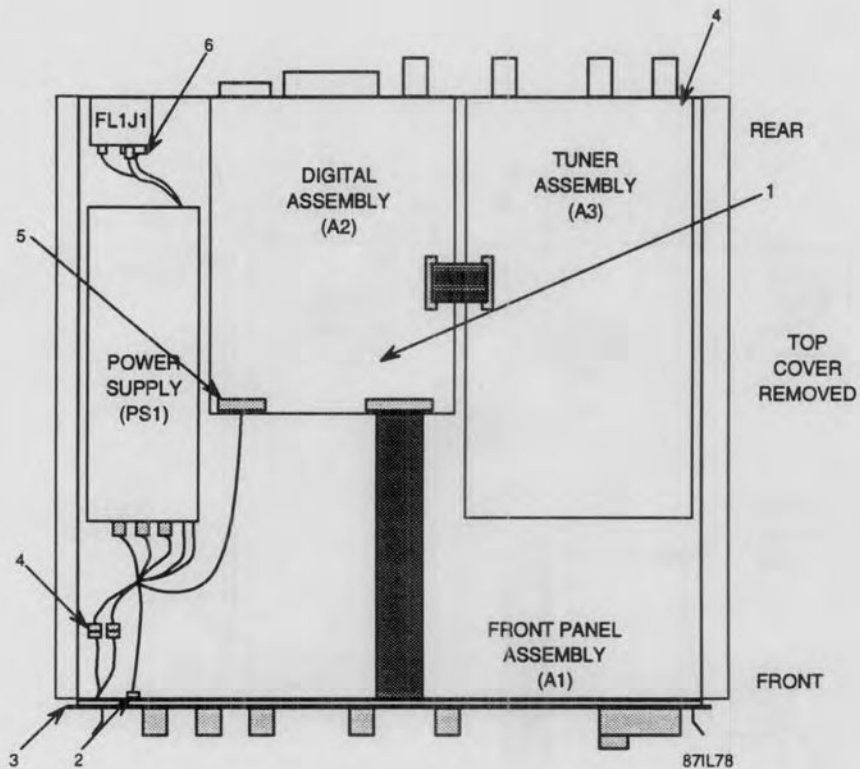 6
4
FL1J1
REAR
DIGITAL
ASSEMBLY
(A2)
TUNER
ASSEMBLY
(A3)
1
5
POWER
SUPPLY
(PS1)
TOP
COVER
REMOVED
4
FRONT PANEL
ASSEMBLY
(A1)
FRONT
3
2
871L78